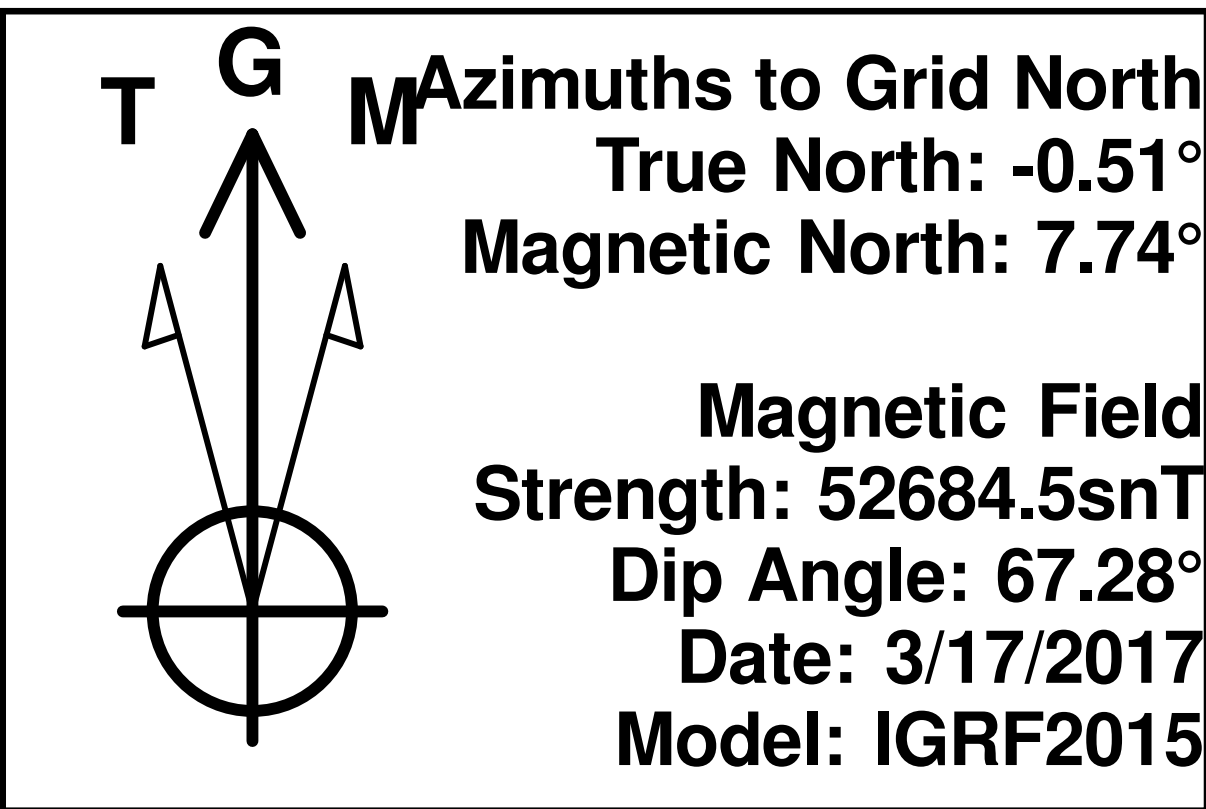 T G M
Azimuths to Grid North
True North: -0.51°
Magnetic North: 7.74°
Magnetic Field
Strength: 52684.5snT
Dip Angle: 67.28°
Date: 3/17/2017
Model: IGRF2015